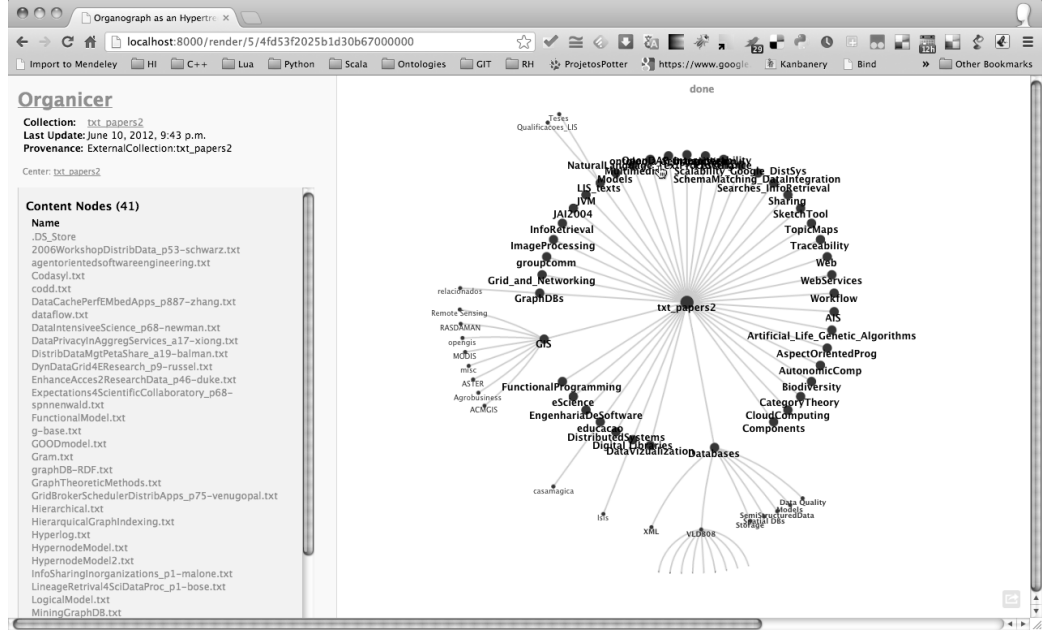 Organograph as an Hypertre
localhost:8000/render/5/4fd53f2025b1d30b67000000
Import to Mendeley HI C++ Lua Python Scala Ontologies GIT RH ProjetosPotter https://www.google. Kanbanery Bind » Other Bookmarks
Organicer
Collection: txt_papers2
Last Update: June 10, 2012, 9:43 p.m.
Provenance: ExternalCollection:txt_papers2
Center: txt_papers2
Content Nodes (41)
Name
.DS_Store
2006WorkshopDistribData_p53-schwarz.txt
agentorientedsoftwareengineering.txt
Codasyl.txt
codd.txt
DataCachePerfEMbedApps_p887-zhang.txt
dataflow.txt
DataIntensiveeScience_p68-newman.txt
DataPrivacyInAggregServices_a17-xiong.txt
DistribDataMgtPetaShare_a19-balman.txt
DynDataGrid4EResearch_p9-russel.txt
EnhanceAcces2ResearchData_p46-duke.txt
Expectations4ScientificCollaboratory_p68-
spnnenwald.txt
FunctionalModel.txt
g-base.txt
GOODmodel.txt
Gram.txt
graphDB-RDF.txt
GraphTheoreticMethods.txt
GridBrokerSchedulerDistribApps_p75-venugopal.txt
Hierarchical.txt
HierarquicalGraphIndexing.txt
Hyperlog.txt
HypernodeModel.txt
HypernodeModel2.txt
InfoSharingInorganizations_p1-malone.txt
LineageRetrival4SciDataProc_p1-bose.txt
LogicalModel.txt
MiningGraphDB.txt
done
Teses
Qualificacoes_LIS
Scalability_Google_DistSys
Models
SchemaMatching_DataIntegration
LIS_texts
Searches_InfoRetrieval
JVM
Sharing
JAI2004
SketchTool
InfoRetrieval
TopicMaps
ImageProcessing
Traceability
groupcomm
Web
Grid_and_Networking
WebServices
relacionados
GraphDBs
Workflow
txt_papers2
Remote Sensing
AIS
RASDAMAN
Artificial_Life_Genetic_Algorithms
opengis
GIS
AspectOrientedProg
MODIS
misc
AutonomicComp
ASTER
FunctionalProgramming
Biodiversity
Agrobusiness
eScience
CategoryTheory
ACMGIS
EngenhariaDeSoftware
CloudComputing
educacao
Components
DistributedSystems
Digital_Libraries
DataVizualization
Databases
casamagica
Data Quality
Models
SemiStructuredData
Isis
Spatial DBs
Storage
XML
VLDB08